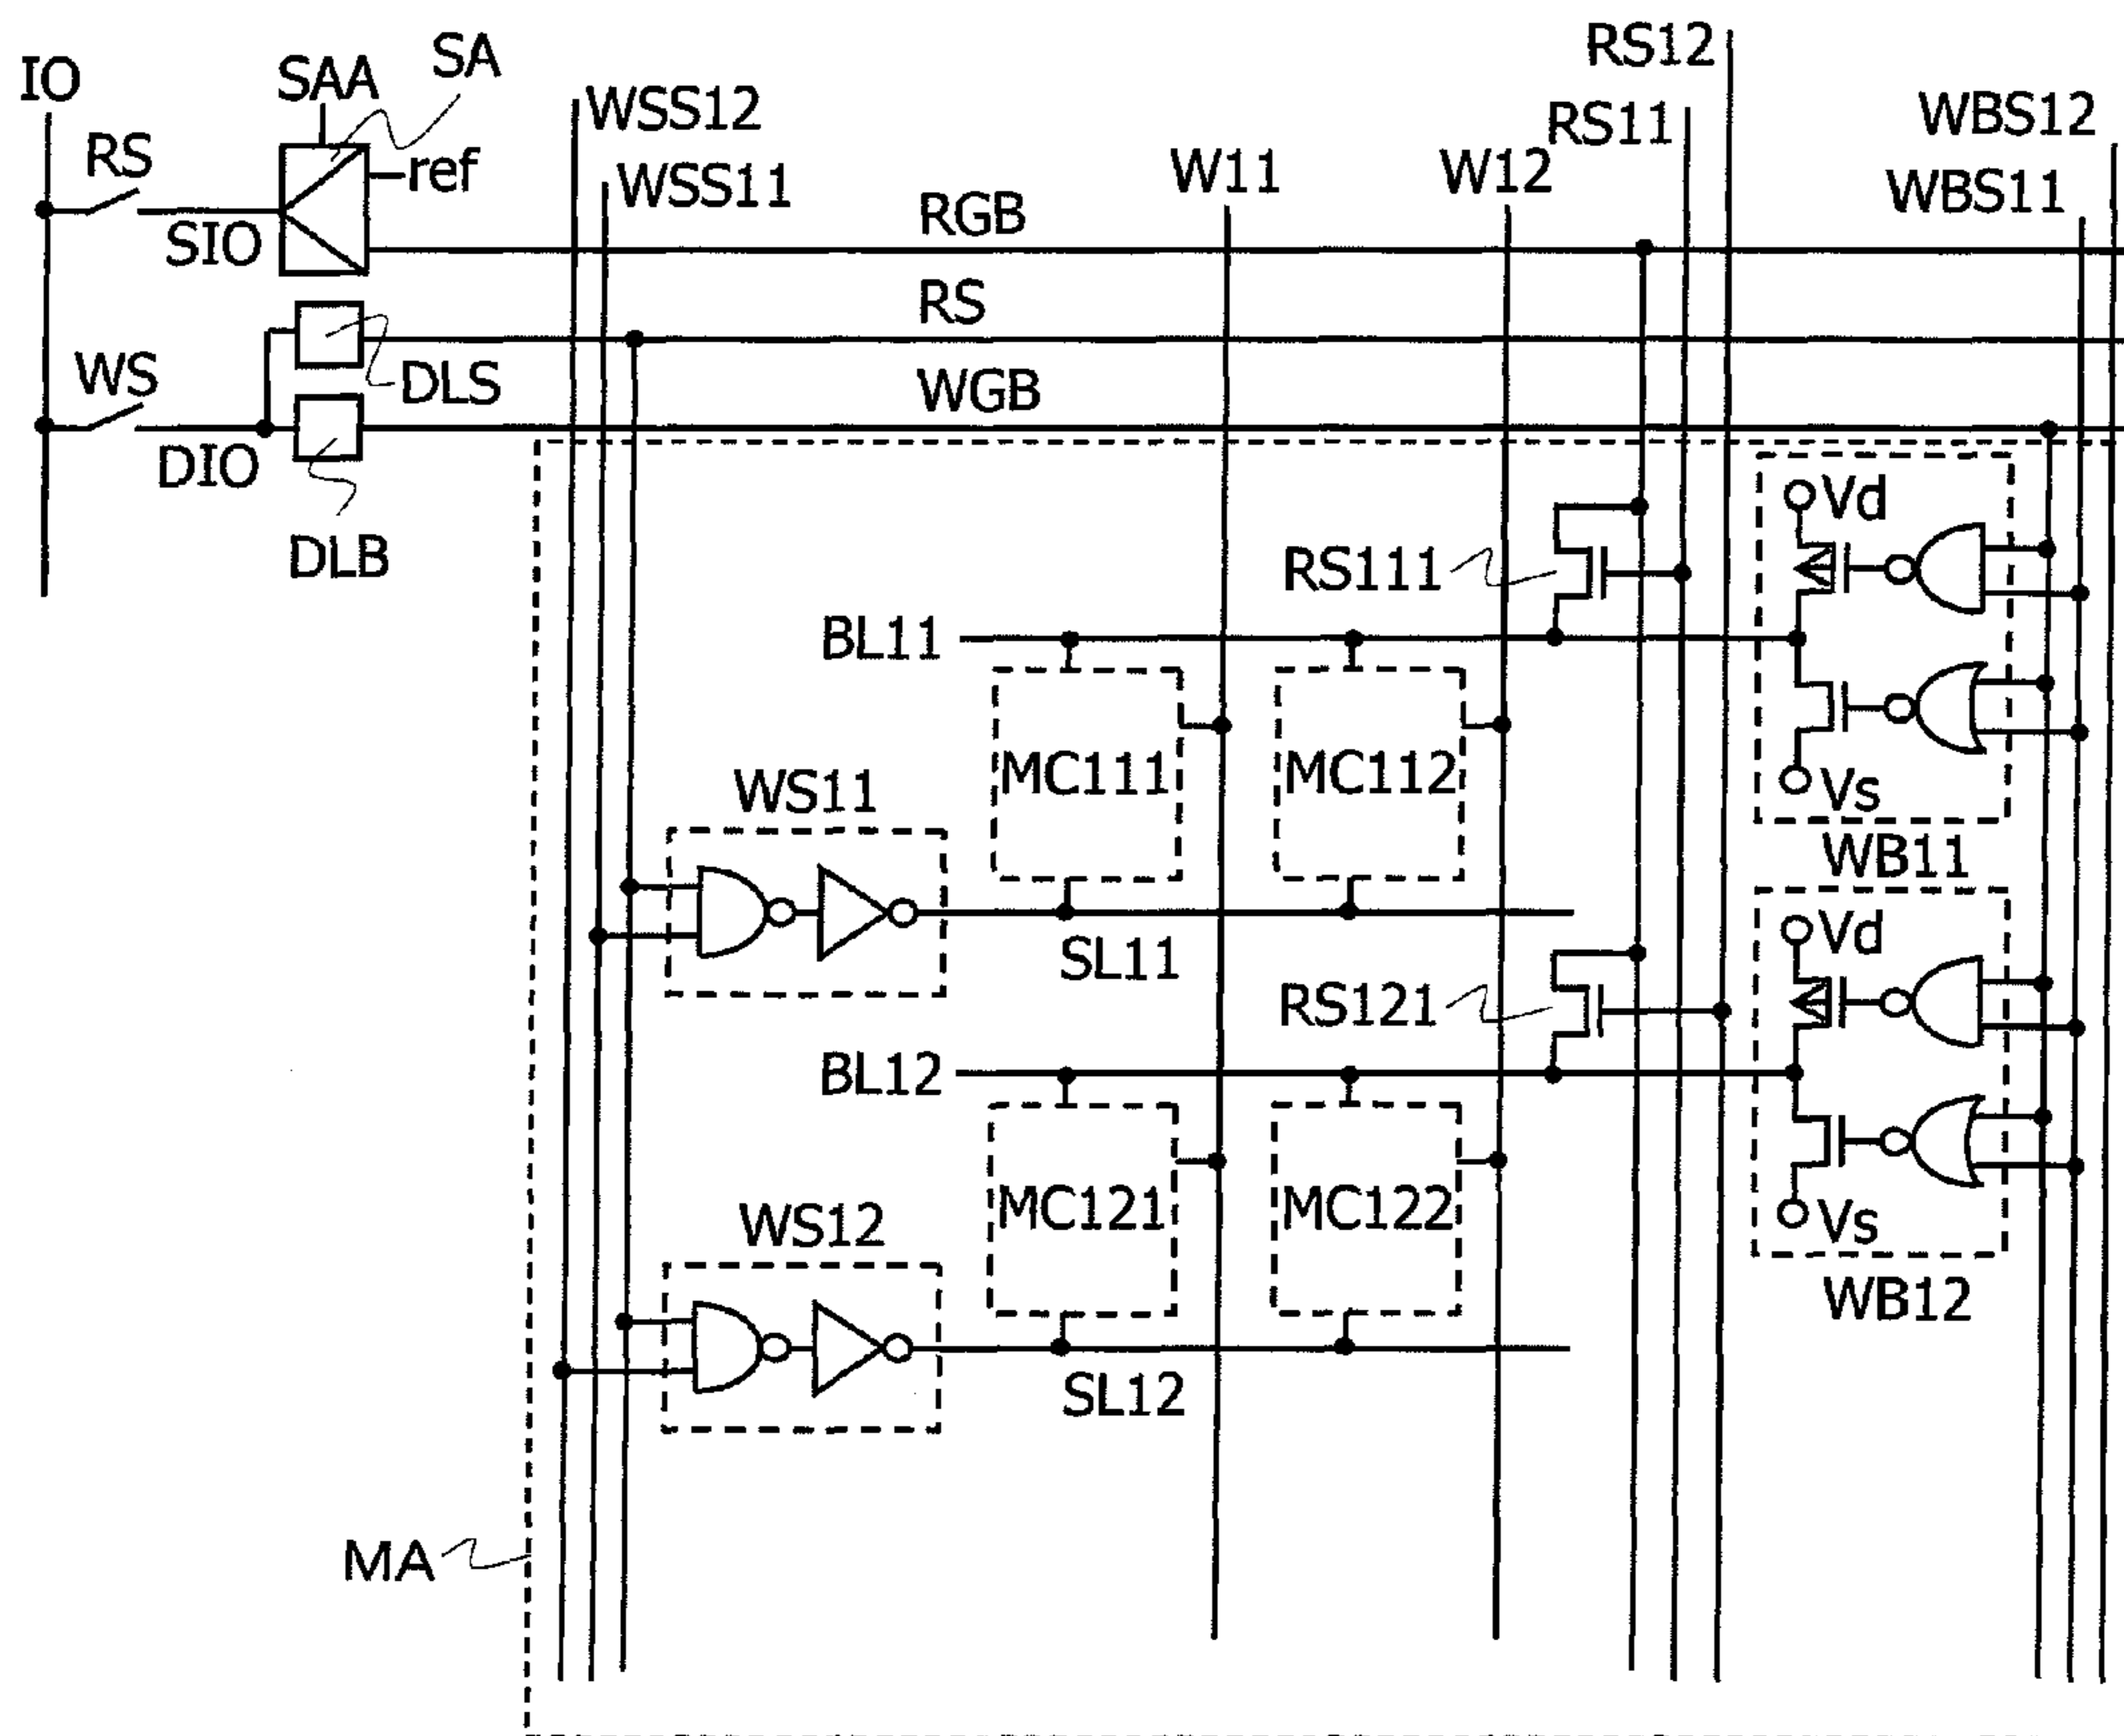 IO
SAA
SA
WSS12
RS12
RS11
WBS12
RS
ref
WSS11
W11
W12
WBS11
SIO
RGB
RS
WS
DLS
WGB
DIO
DLB
Vd
RS111
BL11
MC111
MC112
WS11
Vs
WB11
Vd
SL11
RS121
BL12
MC121
MC122
WS12
Vs
WB12
SL12
MA